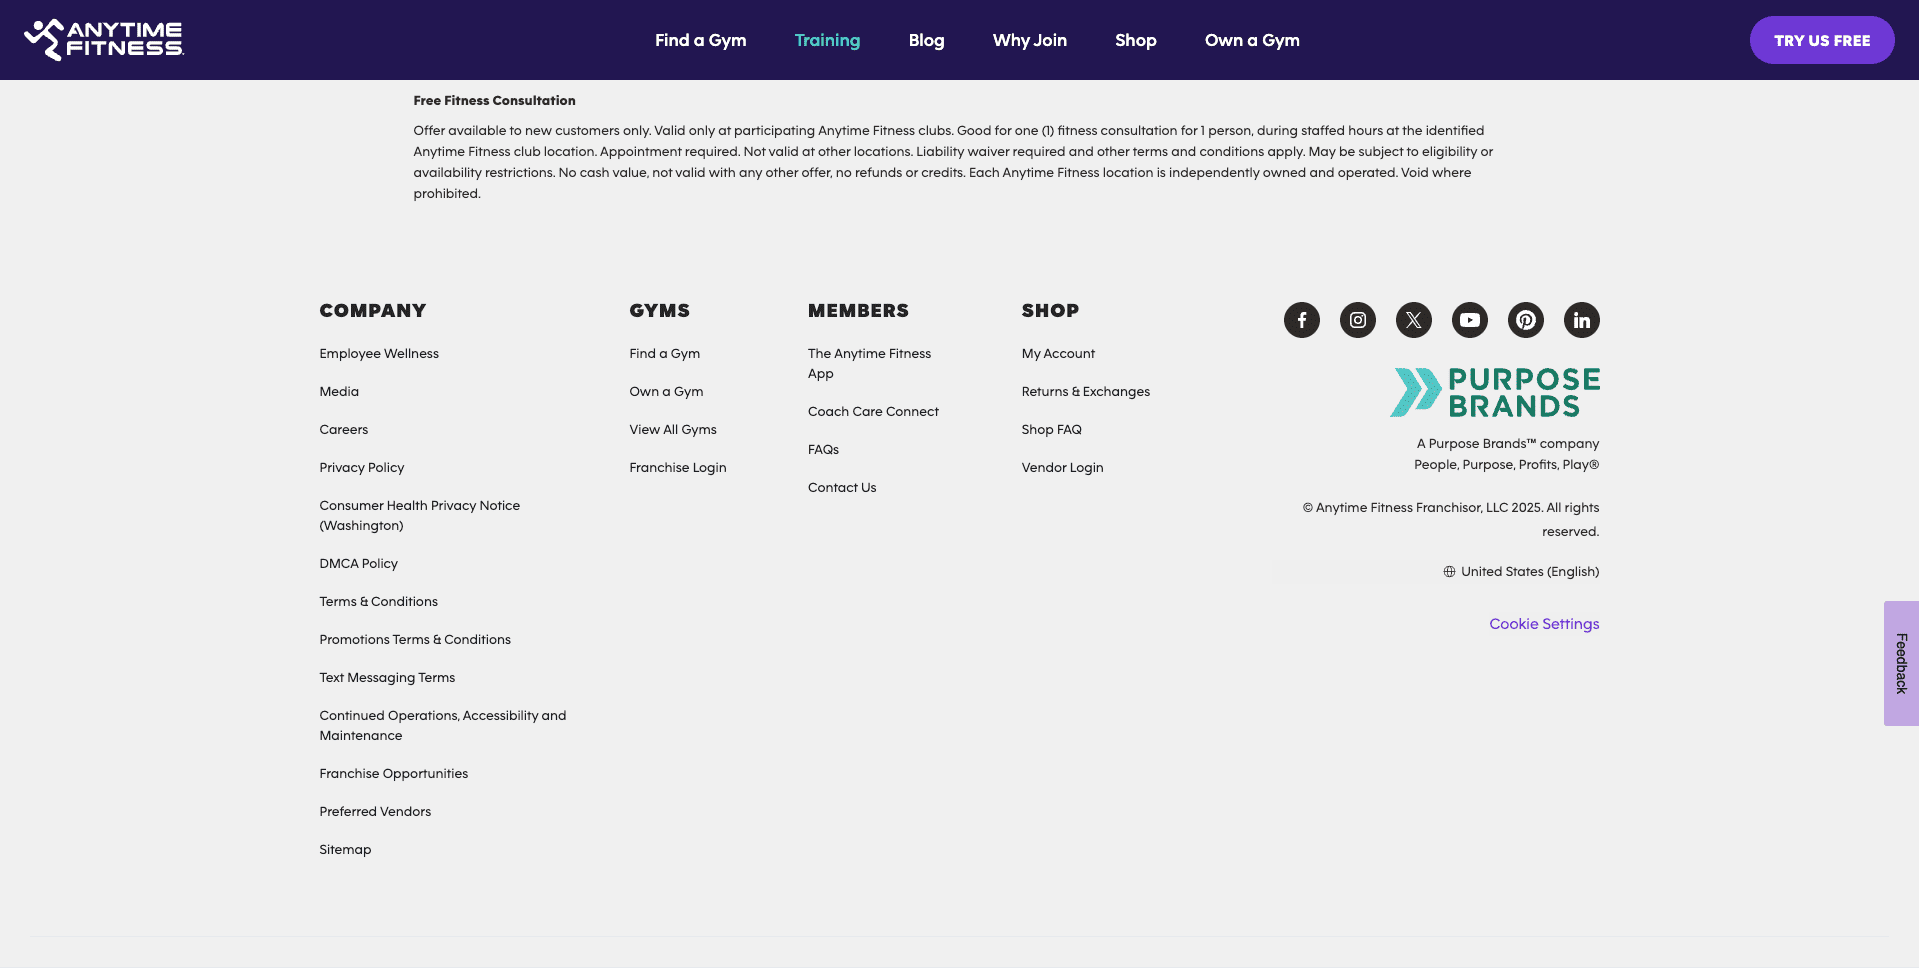 ANYTIME
FITNESS.
Find a Gym
Training
Blog
Why Join
Shop
Own a Gym
TRY US FREE
Free Fitness Consultation
Offer available to new customers only. Valid only at participating Anytime Fitness clubs. Good for one (1) fitness consultation for 1 person, during staffed hours at the identified
Anytime Fitness club location. Appointment required. Not valid at other locations. Liability waiver required and other terms and conditions apply. May be subject to eligibility or
availability restrictions. No cash value, not valid with any other offer, no refunds or credits. Each Anytime Fitness location is independently owned and operated. Void where
prohibited.
COMPANY
Employee Wellness
Media
Careers
Privacy Policy
Consumer Health Privacy Notice
(Washington)
DMCA Policy
Terms & Conditions
Promotions Terms & Conditions
Text Messaging Terms
Continued Operations, Accessibility and
Maintenance
Franchise Opportunities
Preferred Vendors
Sitemap
GYMS
Find a Gym
Own a Gym
View All Gyms
Franchise Login
MEMBERS
The Anytime Fitness
App
Coach Care Connect
FAQs
Contact Us
SHOP
My Account
Returns & Exchanges
Shop FAQ
Vendor Login
PURPOSE
BRANDS
A Purpose Brands™ company
People, Purpose, Profits, Play®
© Anytime Fitness Franchisor, LLC 2025. All rights
reserved.
United States (English)
Cookie Settings
Feedback